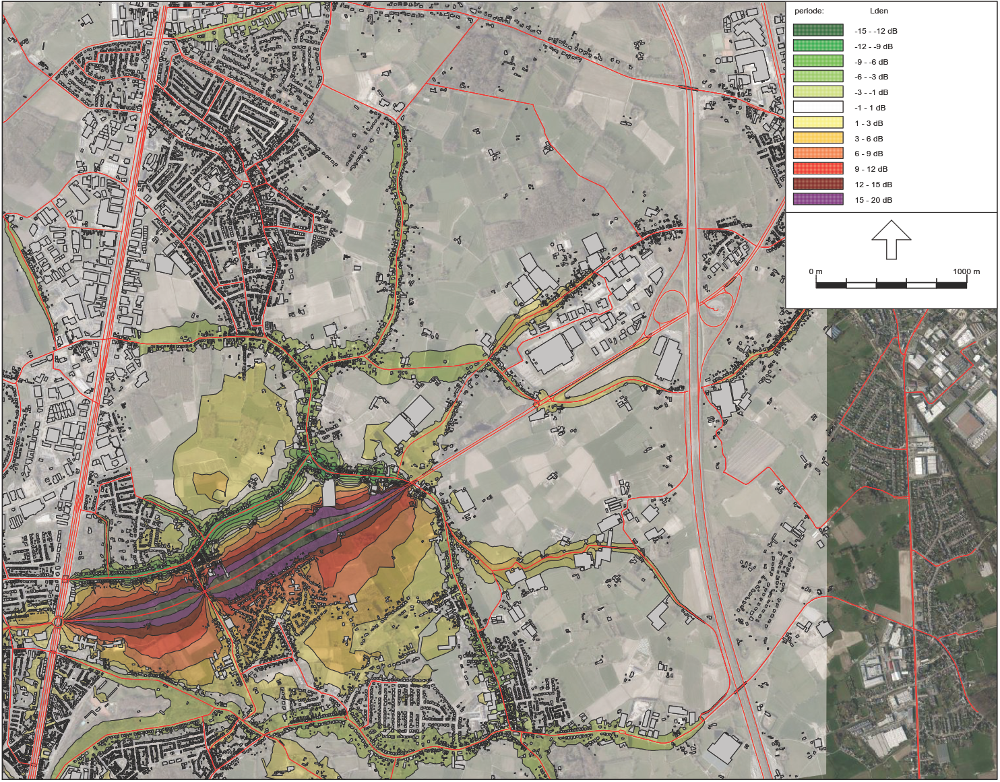 periode: Lden
-15 - -12 dB
-12 - -9 dB
-9 - -6 dB
-6 - -3 dB
-3 - -1 dB
-1 - 1 dB
1 - 3 dB
3 - 6 dB
6 - 9 dB
9 - 12 dB
12 - 15 dB
15 - 20 dB
0 m 1000 m